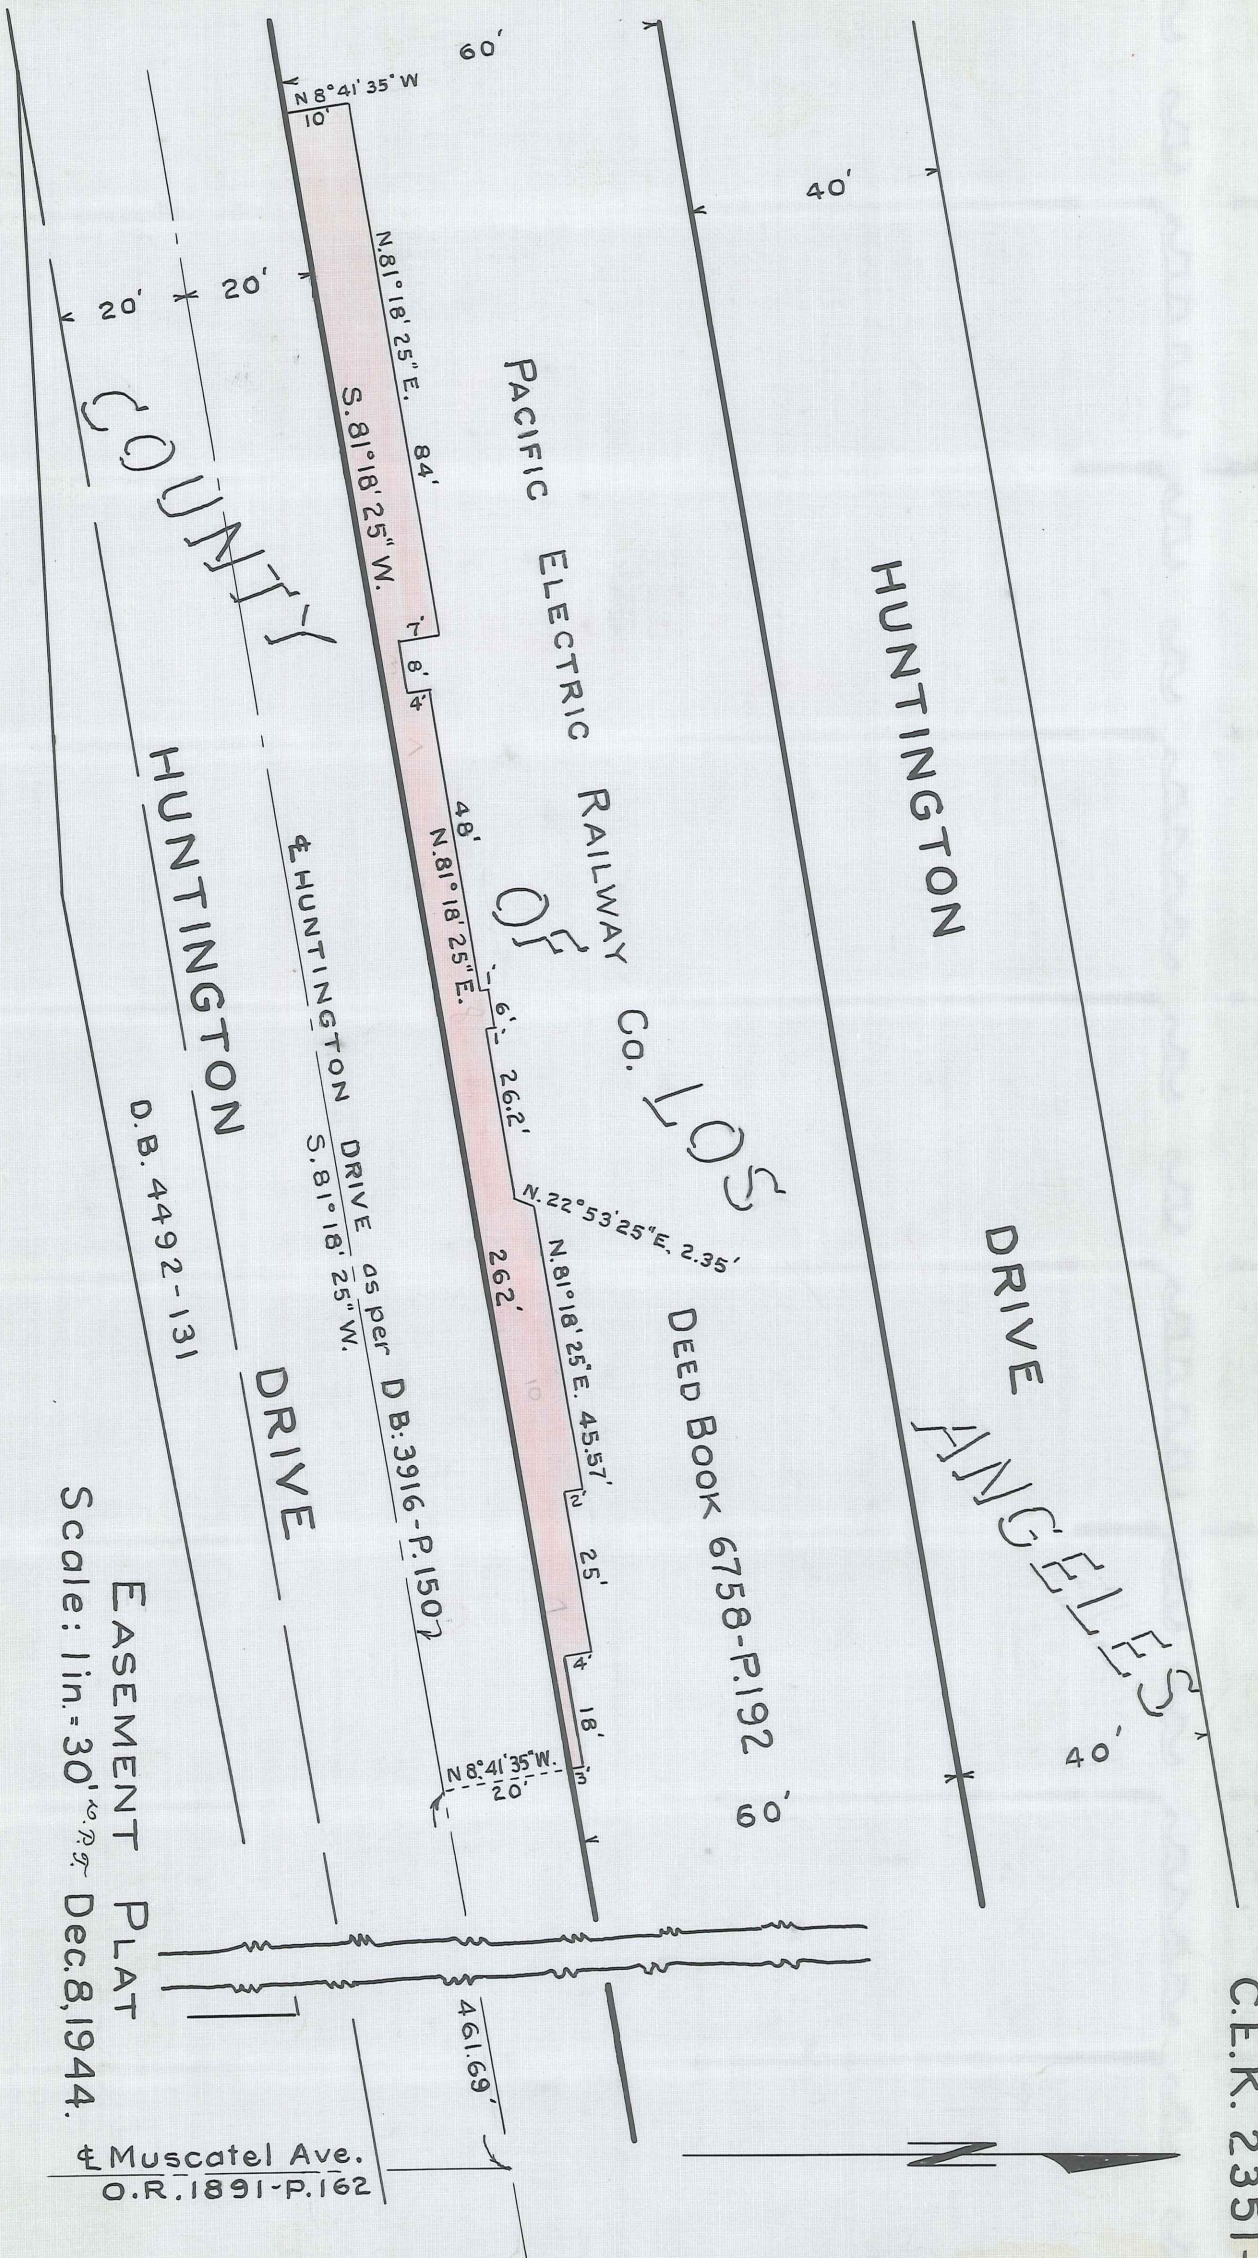 C.E.K. 2351-
40'
HUNTINGTON DRIVE
40'
60'
PACIFIC ELECTRIC RAILWAY Co. DEED BOOK 6758-P.192
60'
COUNTY OF LOS ANGELES
N 8°41'35" W
10'
N.81°18'25"E. 84'
7'
8'
4'
48'
N.81°18'25"E.
1'
6'
1'
26.2'
N.22°53'25"E. 2.35'
N.81°18'25"E. 45.57'
2'
25'
4'
18'
3'
S.81°18'25" W.
262'
N 8°41'35"W.
20'
20'
20'
℄ HUNTINGTON DRIVE as per D B:3916-P.150
S.81°18'25"W.
461.69'
HUNTINGTON DRIVE
D.B. 4492-131
EASEMENT PLAT
Scale: 1in.=30' Dec.8,1944.
℄ Muscatel Ave.
O.R.1891-P.162